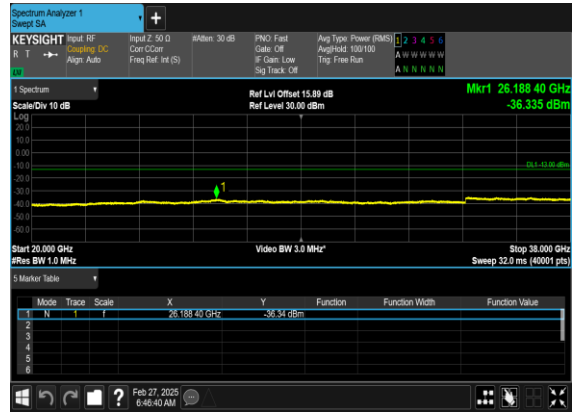 Spectrum Analyzer 1
Swept SA
+
KEYSIGHT Input: RF Input Z: 50 Ω #Atten: 30 dB PNO: Fast Avg Type: Power (RMS) 1 2 3 4 5 6
R T Coupling: DC Corr CCorr Gate: Off Avg|Hold: 100/100 A W W W W W
Align: Auto Freq Ref: Int (S) IF Gain: Low Trig: Free Run A N N N N N
Sig Track: Off
1 Spectrum Ref Lvl Offset 15.89 dB Mkr1 26.188 40 GHz
Scale/Div 10 dB Ref Level 30.00 dBm -36.335 dBm
Log
20.0
10.0
0.00
-10.0
DL1 -13.00 dBm
-20.0
-30.0
1
-40.0
-50.0
-60.0
Start 20.000 GHz Video BW 3.0 MHz* Stop 38.000 GHz
#Res BW 1.0 MHz Sweep 32.0 ms (40001 pts)
5 Marker Table
Mode Trace Scale X Y Function Function Width Function Value
1 N 1 f 26.188 40 GHz -36.34 dBm
2
3
4
5
6
? Feb 27, 2025
6:46:40 AM